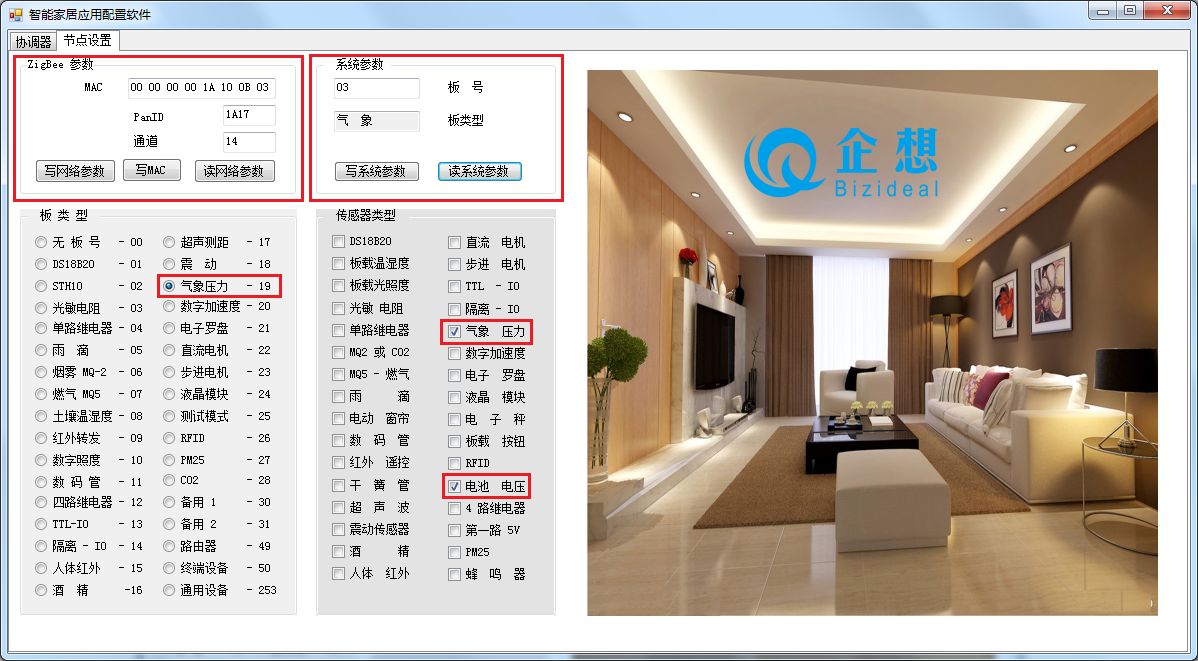 智能家居应用配置软件
协调器 节点设置
ZigBee 参数
MAC 00 00 00 00 1A 10 0B 03
PanID 1A17
通道 14
写网络参数 写MAC 读网络参数
系统参数
03 板 号
气 象 板类型
写系统参数 读系统参数
板 类 型
无 板 号 - 00
DS18B20 - 01
STH10 - 02
光敏电阻 - 03
单路继电器 - 04
雨 滴 - 05
烟雾 MQ-2 - 06
燃气 MQ5 - 07
土壤温湿度 - 08
红外转发 - 09
数字照度 - 10
数 码 管 - 11
四路继电器 - 12
TTL-IO - 13
隔离 - IO - 14
人体红外 - 15
酒 精 -16
超声测距 - 17
震 动 - 18
气象压力 - 19
数字加速度 - 20
电子罗盘 - 21
直流电机 - 22
步进电机 - 23
液晶模块 - 24
测试模式 - 25
RFID - 26
PM25 - 27
CO2 - 28
备用 1 - 30
备用 2 - 31
路由器 - 49
终端设备 - 50
通用设备 - 253
传感器类型
DS18B20
板载温湿度
板载光照度
光敏 电阻
单路继电器
MQ2 或 CO2
MQ5 - 燃气
雨 滴
电动 窗帘
数 码 管
红外 遥控
干 簧 管
超 声 波
震动传感器
酒 精
人体 红外
直流 电机
步进 电机
TTL - IO
隔离 - IO
气象 压力
数字加速度
电子 罗盘
液晶 模块
电 子 秤
板载 按钮
RFID
电池 电压
4 路继电器
第一路 5V
PM25
蜂 鸣 器
企想
Bizideal